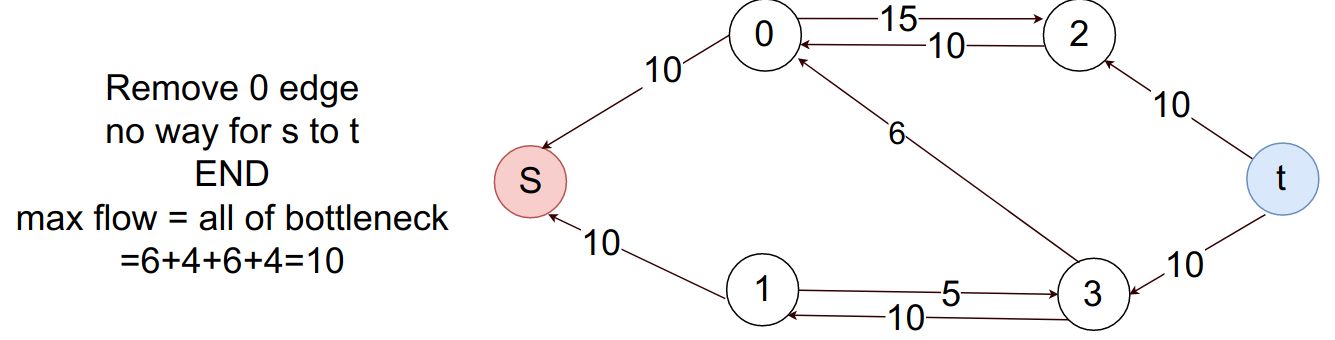 Remove 0 edge
no way for s to t
END
max flow = all of bottleneck
=6+4+6+4=10
0
15
2
10
10
10
6
S
t
10
10
1
5
3
10